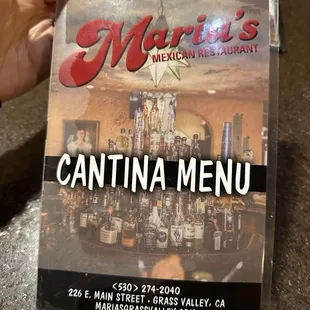 Maria's
MEXICAN RESTAURANT
CANTINA MENU
<530> 274-2040
226 E. MAIN STREET . GRASS VALLEY, CA